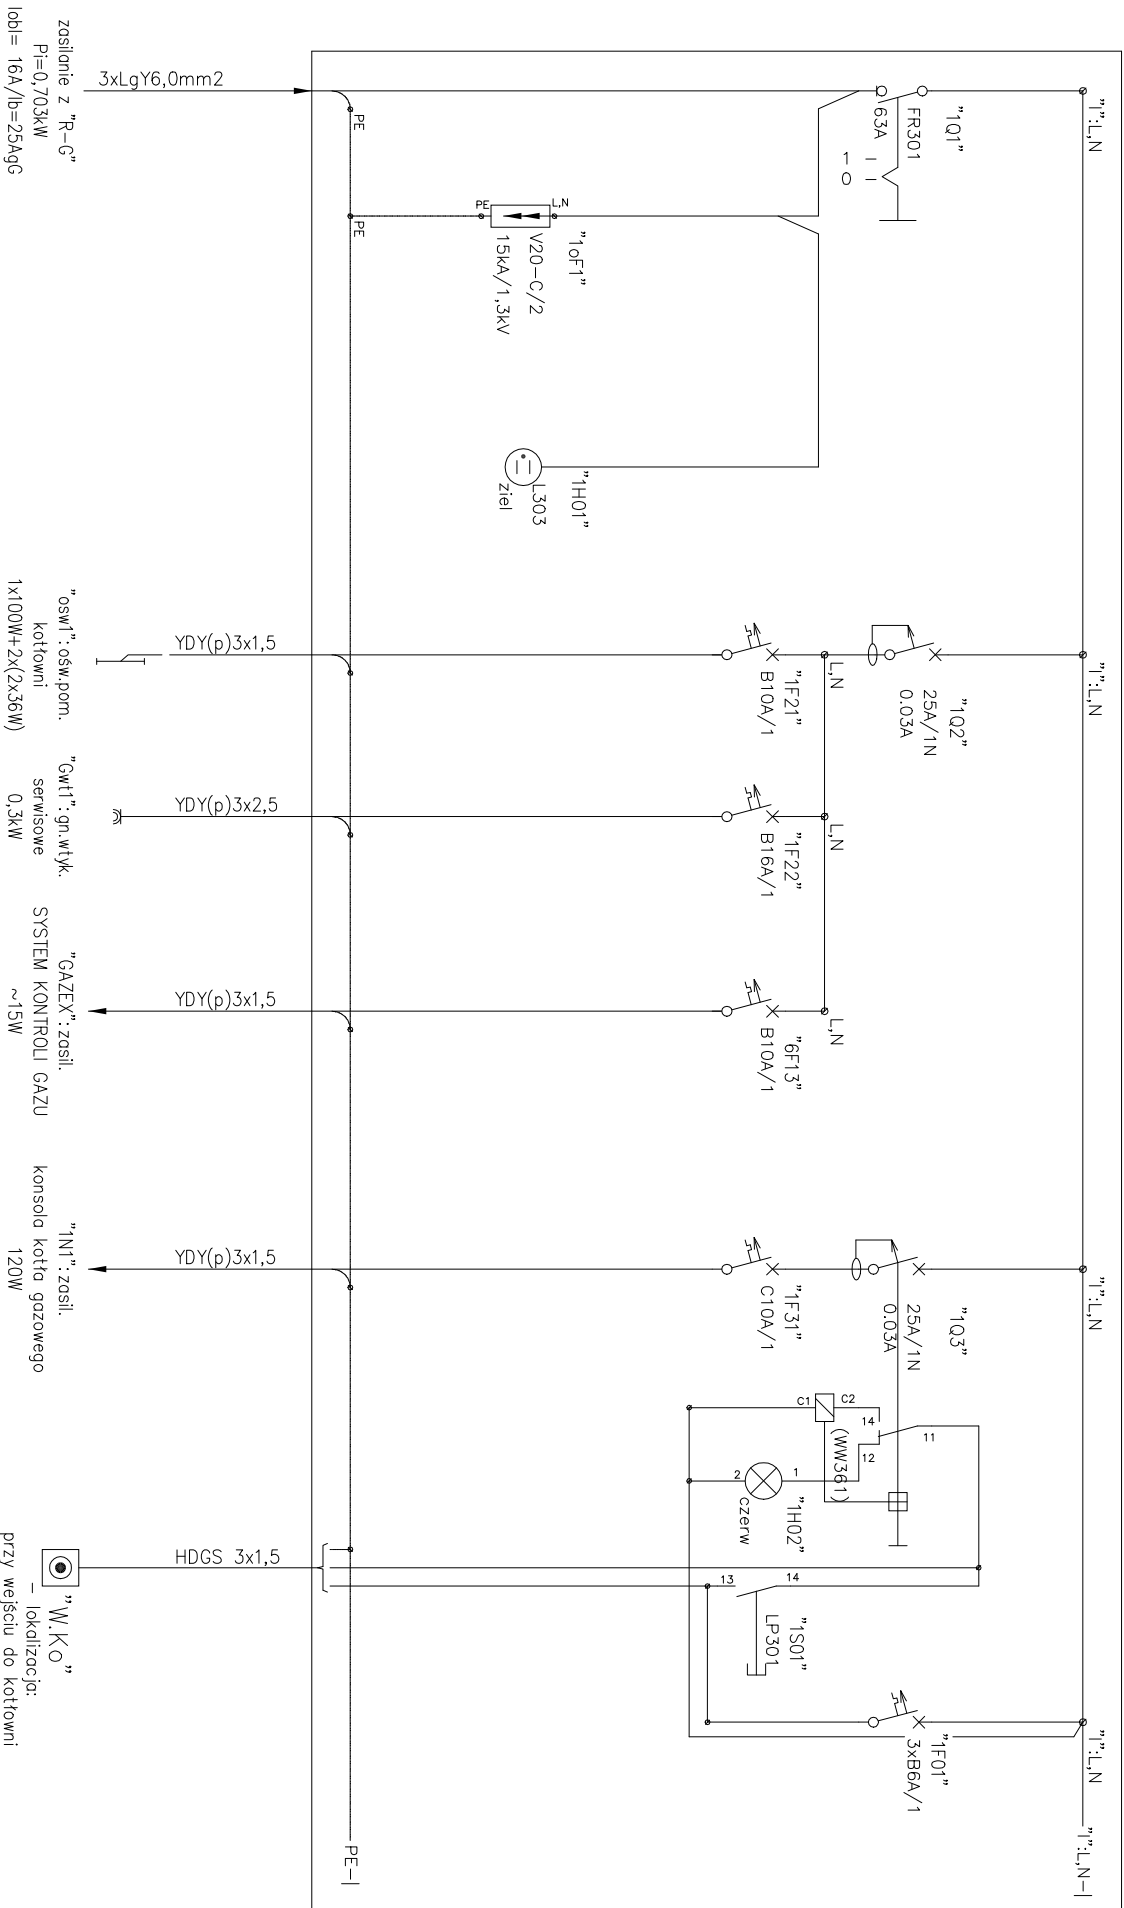 "I":L,N
"1Q1"
FR301
63A
1
0
3xLgY6,0mm2
PE
zasilanie z "R-G"
Pi=0,703kW
Iobl= 16A/Ib=25AgG
PE
PE
L,N
"1oF1"
V20-C/2
15kA/1,3kV
"1H01"
L303
ziel
"I":L,N
"1Q2"
25A/1N
0.03A
L,N
"1F21"
B10A/1
YDY(p)3x1,5
"osw1":ośw.pom.
kotłowni
1x100W+2x(2x36W)
L,N
"1F22"
B16A/1
YDY(p)3x2,5
"Gwt1":gn.wtyk.
serwisowe
0,3kW
L,N
"6F13"
B10A/1
YDY(p)3x1,5
"GAZEX":zasil.
SYSTEM KONTROLI GAZU
~15W
"I":L,N
"1Q3"
25A/1N
0.03A
"1F31"
C10A/1
YDY(p)3x1,5
"1N1":zasil.
konsola kotła gazowego
120W
C1
C2
14
11
12
(WW361)
2
1
"1H02"
czerw
HDGS 3x1,5
13
14
"1S01"
LP301
"W.Ko"
- lokalizacja:
przy wejściu do kotłowni
"I":L,N
"1F01"
3xB6A/1
"I":L,N-|
PE-|